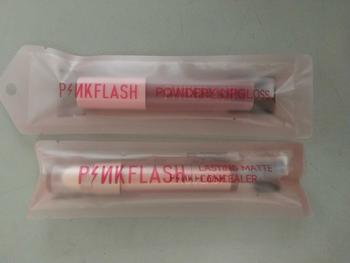 PINKFLASH POWDERY LIPGLOSS
PINKFLASH LASTING MATTE
CONCEALER